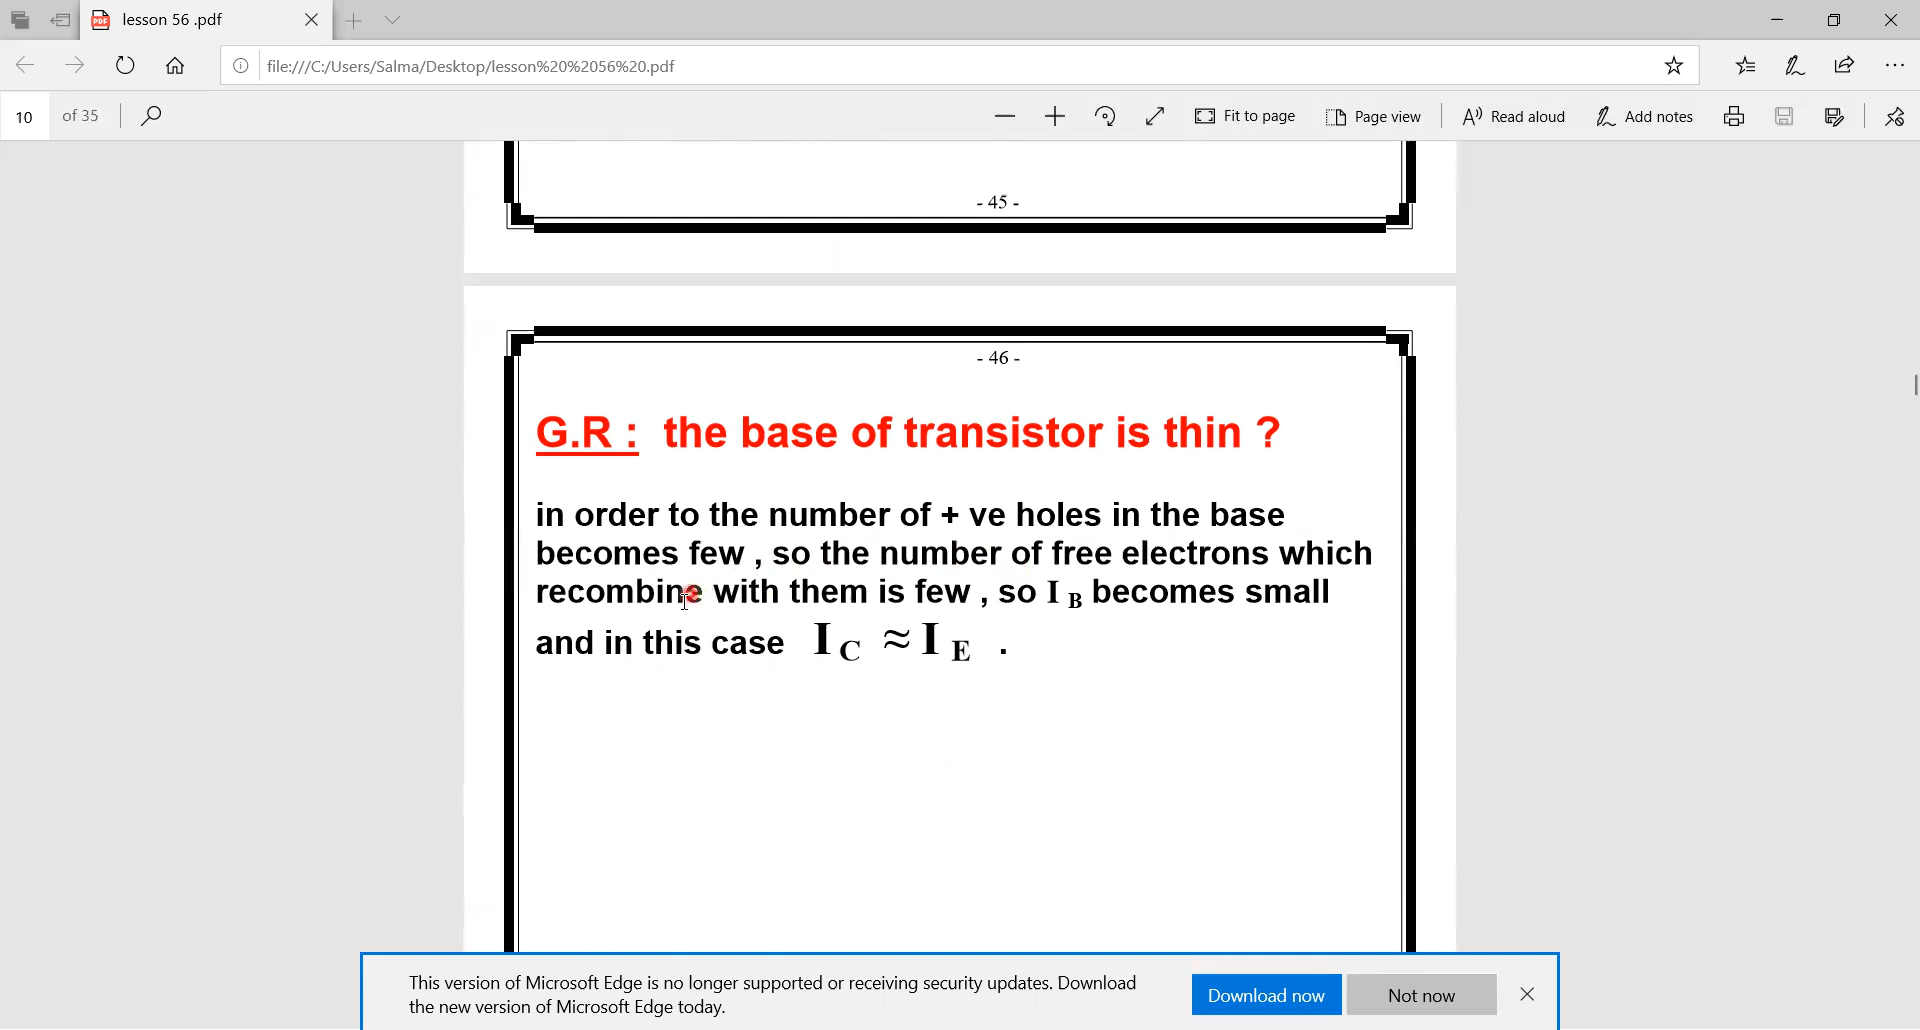 lesson 56 .pdf
file:///C:/Users/Salma/Desktop/lesson%20%2056%20.pdf
10 of 35
Fit to page
Page view
Read aloud
Add notes
- 45 -
- 46 -
G.R : the base of transistor is thin ?
in order to the number of + ve holes in the base
becomes few , so the number of free electrons which
recombine with them is few , so I B becomes small
and in this case I C ≈ I E .
This version of Microsoft Edge is no longer supported or receiving security updates. Download
the new version of Microsoft Edge today.
Download now
Not now